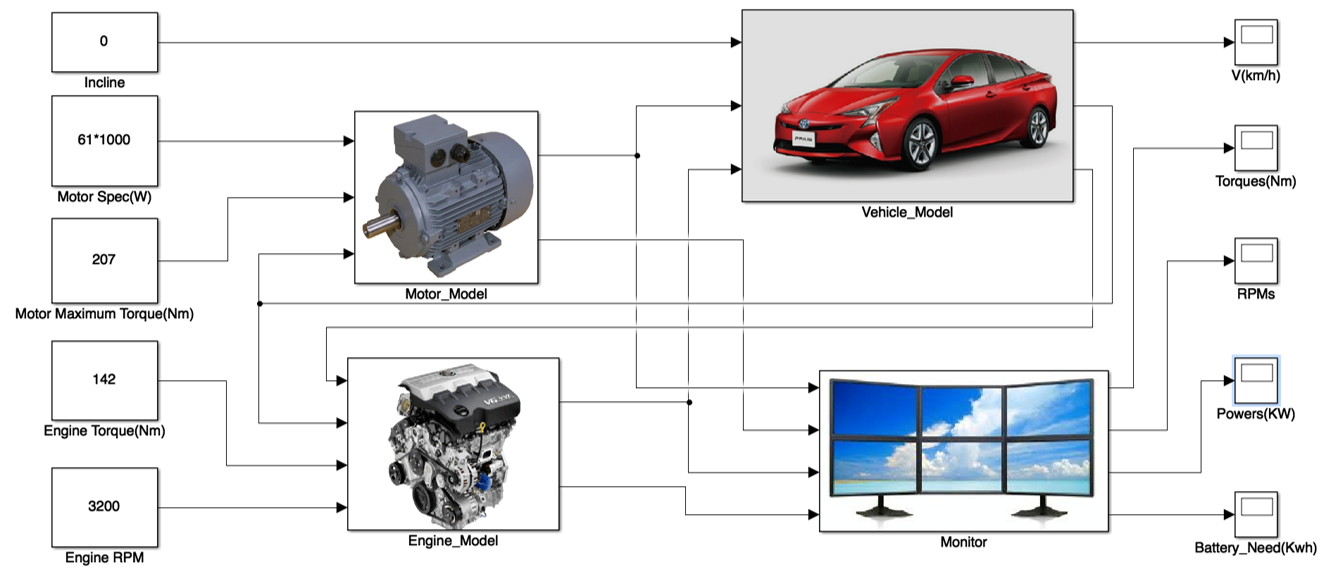 0
Incline
61*1000
Motor Spec(W)
207
Motor Maximum Torque(Nm)
142
Engine Torque(Nm)
3200
Engine RPM
Motor_Model
Engine_Model
Vehicle_Model
Monitor
V(km/h)
Torques(Nm)
RPMs
Powers(KW)
Battery_Need(Kwh)